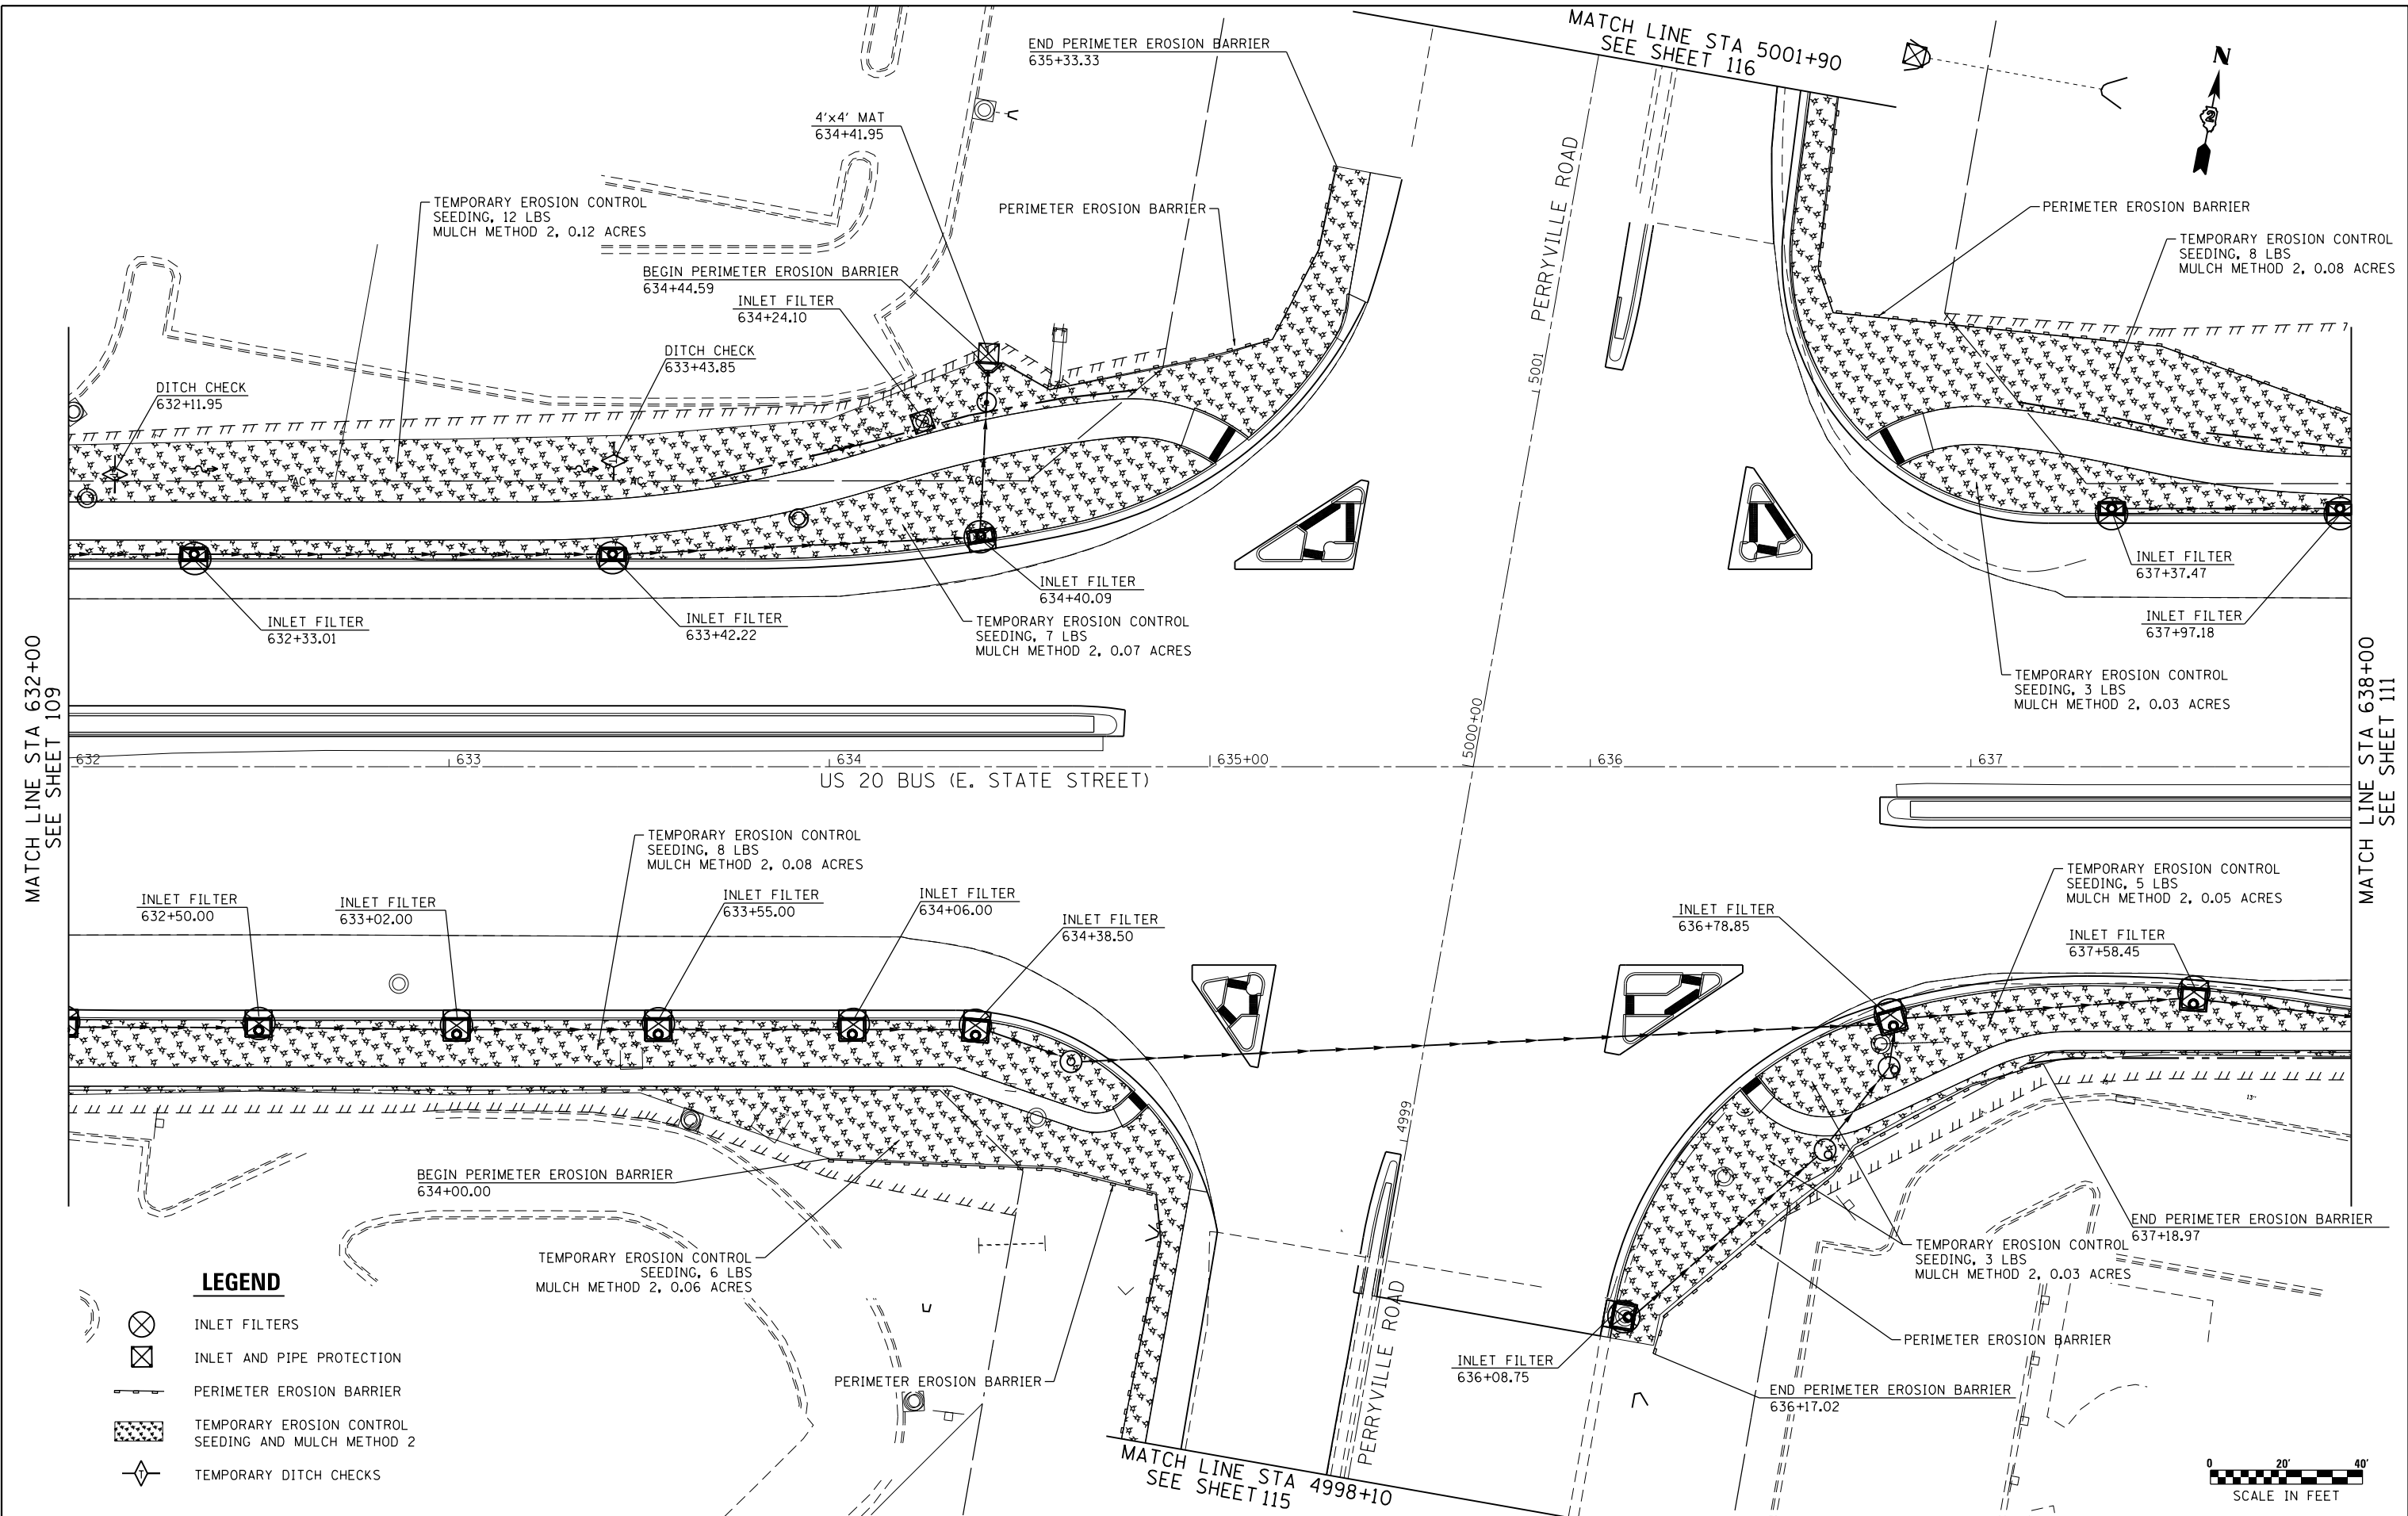 MATCH LINE STA 5001+90
SEE SHEET 116
N
2
END PERIMETER EROSION BARRIER
635+33.33
4'x4' MAT
634+41.95
TEMPORARY EROSION CONTROL
SEEDING, 12 LBS
MULCH METHOD 2, 0.12 ACRES
PERIMETER EROSION BARRIER
PERIMETER EROSION BARRIER
TEMPORARY EROSION CONTROL
SEEDING, 8 LBS
MULCH METHOD 2, 0.08 ACRES
BEGIN PERIMETER EROSION BARRIER
634+44.59
INLET FILTER
634+24.10
DITCH CHECK
633+43.85
DITCH CHECK
632+11.95
PERRYVILLE ROAD
5001
AC
AC
AC
INLET FILTER
632+33.01
INLET FILTER
633+42.22
INLET FILTER
634+40.09
TEMPORARY EROSION CONTROL
SEEDING, 7 LBS
MULCH METHOD 2, 0.07 ACRES
INLET FILTER
637+37.47
INLET FILTER
637+97.18
TEMPORARY EROSION CONTROL
SEEDING, 3 LBS
MULCH METHOD 2, 0.03 ACRES
MATCH LINE STA 632+00
SEE SHEET 109
MATCH LINE STA 638+00
SEE SHEET 111
632
633
634
635+00
5000+00
636
637
US 20 BUS (E. STATE STREET)
TEMPORARY EROSION CONTROL
SEEDING, 8 LBS
MULCH METHOD 2, 0.08 ACRES
INLET FILTER
632+50.00
INLET FILTER
633+02.00
INLET FILTER
633+55.00
INLET FILTER
634+06.00
INLET FILTER
634+38.50
INLET FILTER
636+78.85
TEMPORARY EROSION CONTROL
SEEDING, 5 LBS
MULCH METHOD 2, 0.05 ACRES
INLET FILTER
637+58.45
4999
13"
BEGIN PERIMETER EROSION BARRIER
634+00.00
TEMPORARY EROSION CONTROL
SEEDING, 6 LBS
MULCH METHOD 2, 0.06 ACRES
END PERIMETER EROSION BARRIER
637+18.97
TEMPORARY EROSION CONTROL
SEEDING, 3 LBS
MULCH METHOD 2, 0.03 ACRES
PERIMETER EROSION BARRIER
PERIMETER EROSION BARRIER
INLET FILTER
636+08.75
END PERIMETER EROSION BARRIER
636+17.02
PERRYVILLE ROAD
MATCH LINE STA 4998+10
SEE SHEET 115
LEGEND
INLET FILTERS
INLET AND PIPE PROTECTION
PERIMETER EROSION BARRIER
TEMPORARY EROSION CONTROL
SEEDING AND MULCH METHOD 2
T
TEMPORARY DITCH CHECKS
0 20' 40'
SCALE IN FEET